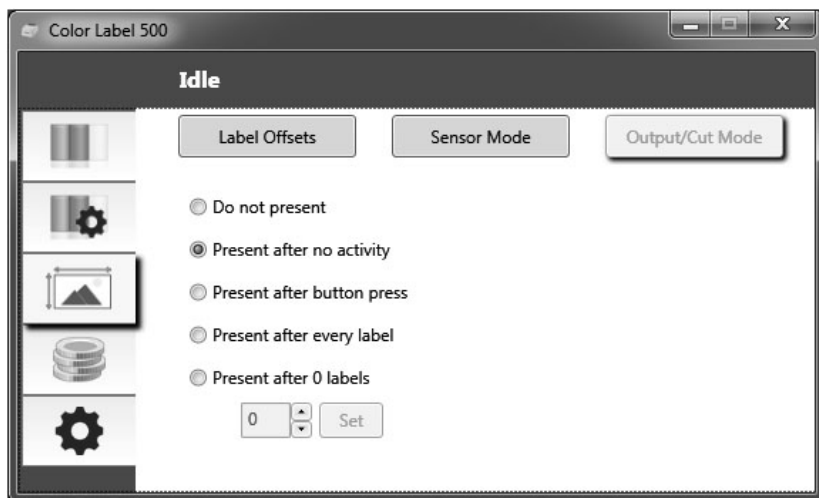 Color Label 500
Idle
Label Offsets Sensor Mode Output/Cut Mode
Do not present
Present after no activity
Present after button press
Present after every label
Present after 0 labels
0 Set